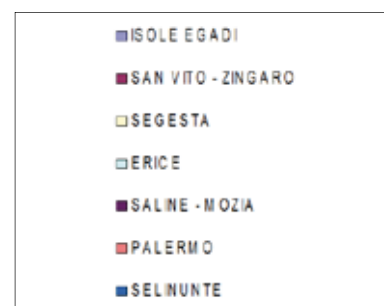 ISOLE EGADI
SAN VITO - ZINGARO
SEGESTA
ERICE
SALINE - MOZIA
PALERMO
SELINUNTE